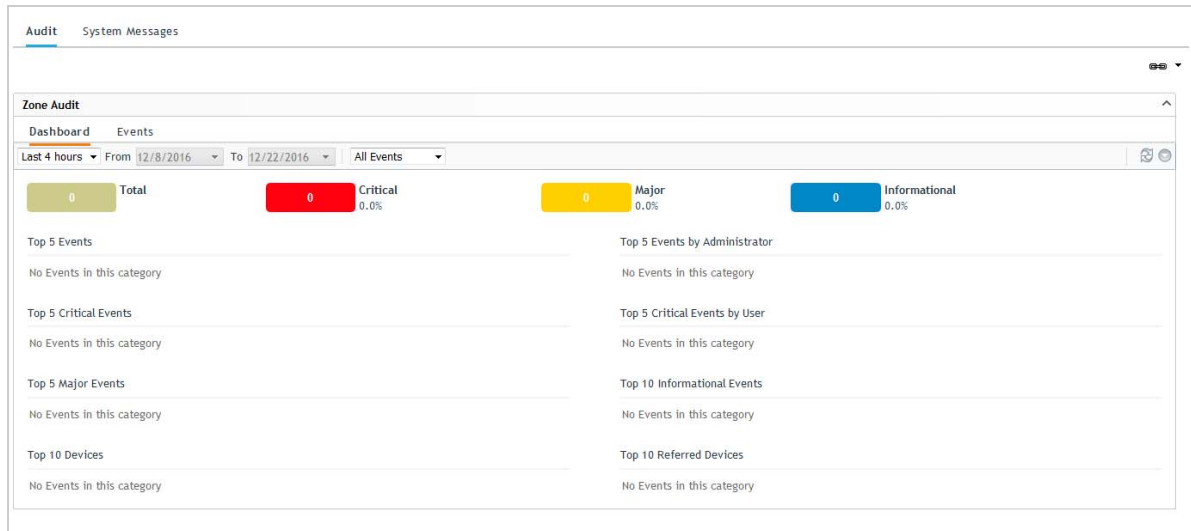 Audit System Messages
Zone Audit
Dashboard Events
Last 4 hours From 12/8/2016 To 12/22/2016 All Events
0 Total 0 Critical 0 Major 0 Informational
0.0% 0.0% 0.0%
Top 5 Events Top 5 Events by Administrator
No Events in this category No Events in this category
Top 5 Critical Events Top 5 Critical Events by User
No Events in this category No Events in this category
Top 5 Major Events Top 10 Informational Events
No Events in this category No Events in this category
Top 10 Devices Top 10 Referred Devices
No Events in this category No Events in this category